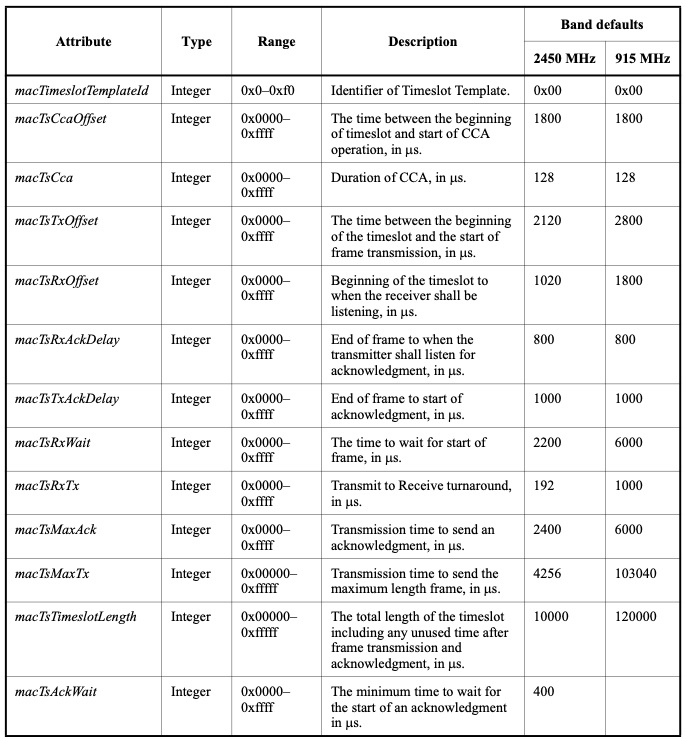 Attribute Type Range Description Band defaults
2450 MHz 915 MHz
macTimeslotTemplateId Integer 0x0–0xf0 Identifier of Timeslot Template. 0x00 0x00
macTsCcaOffset Integer 0x0000– The time between the beginning 1800 1800
0xffff of timeslot and start of CCA
operation, in μs.
macTsCca Integer 0x0000– Duration of CCA, in μs. 128 128
0xffff
macTsTxOffset Integer 0x0000– The time between the beginning 2120 2800
0xffff of the timeslot and the start of
frame transmission, in μs.
macTsRxOffset Integer 0x0000– Beginning of the timeslot to 1020 1800
0xffff when the receiver shall be
listening, in μs.
macTsRxAckDelay Integer 0x0000– End of frame to when the 800 800
0xffff transmitter shall listen for
acknowledgment, in μs.
macTsTxAckDelay Integer 0x0000– End of frame to start of 1000 1000
0xffff acknowledgment, in μs.
macTsRxWait Integer 0x0000– The time to wait for start of 2200 6000
0xffff frame, in μs.
macTsRxTx Integer 0x0000– Transmit to Receive turnaround, 192 1000
0xffff in μs.
macTsMaxAck Integer 0x0000– Transmission time to send an 2400 6000
0xffff acknowledgment, in μs.
macTsMaxTx Integer 0x00000– Transmission time to send the 4256 103040
0xfffff maximum length frame, in μs.
macTsTimeslotLength Integer 0x00000– The total length of the timeslot 10000 120000
0xfffff including any unused time after
frame transmission and
acknowledgment, in μs.
macTsAckWait Integer 0x0000– The minimum time to wait for 400
0xffff the start of an acknowledgment
in μs.